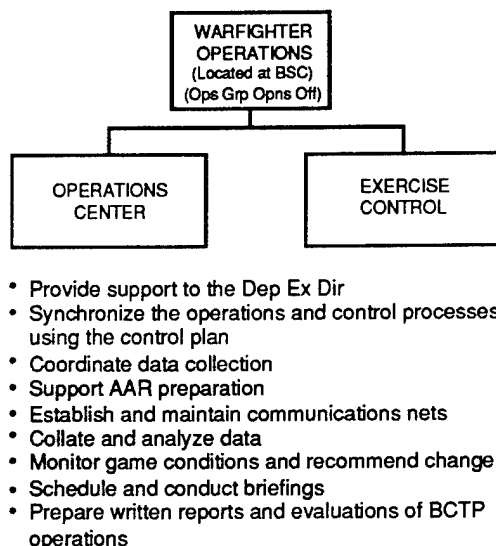 WARFIGHTER
OPERATIONS
(Located at BSC)
(Ops Grp Opns Off)
OPERATIONS
CENTER
EXERCISE
CONTROL
• Provide support to the Dep Ex Dir
• Synchronize the operations and control processes
using the control plan
• Coordinate data collection
• Support AAR preparation
• Establish and maintain communications nets
• Collate and analyze data
• Monitor game conditions and recommend change
• Schedule and conduct briefings
• Prepare written reports and evaluations of BCTP
operations